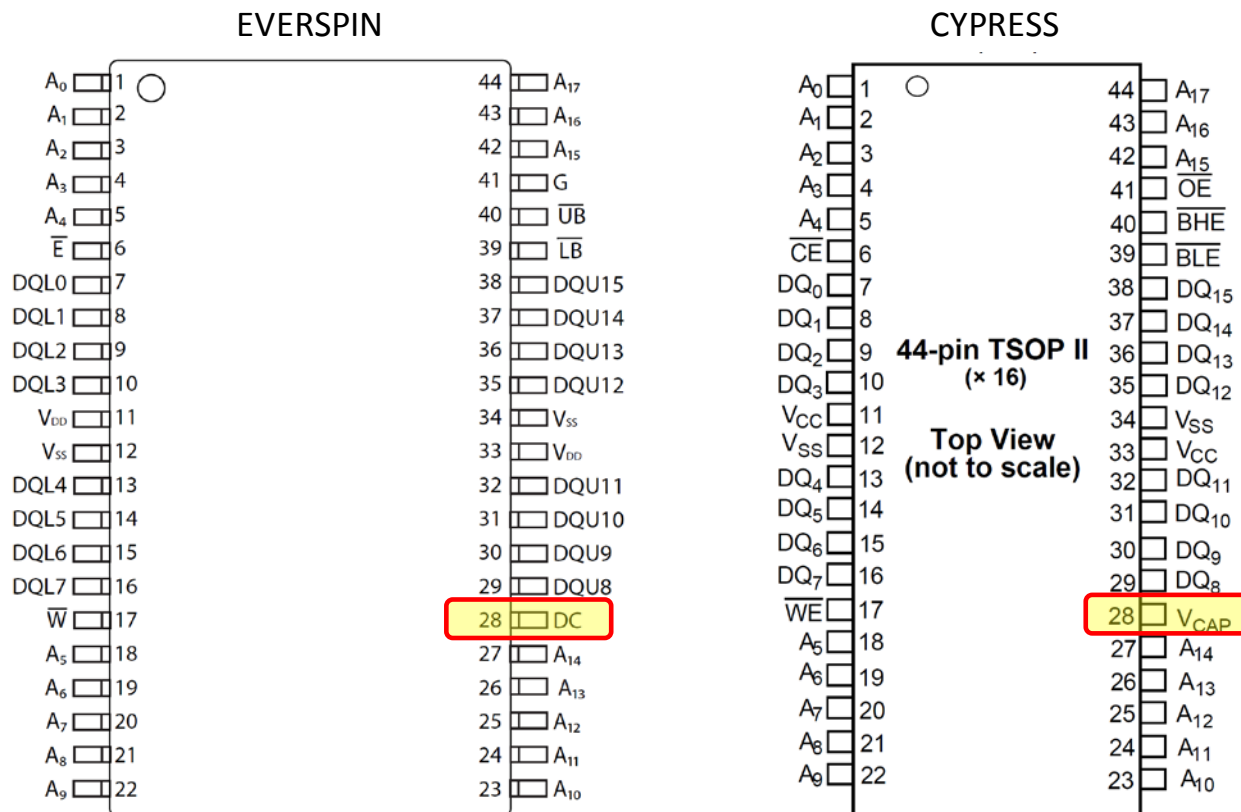 EVERSPIN
A0 1
A1 2
A2 3
A3 4
A4 5
E 6
DQL0 7
DQL1 8
DQL2 9
DQL3 10
VDD 11
VSS 12
DQL4 13
DQL5 14
DQL6 15
DQL7 16
W 17
A5 18
A6 19
A7 20
A8 21
A9 22
44 A17
43 A16
42 A15
41 G
40 UB
39 LB
38 DQU15
37 DQU14
36 DQU13
35 DQU12
34 VSS
33 VDD
32 DQU11
31 DQU10
30 DQU9
29 DQU8
28 DC
27 A14
26 A13
25 A12
24 A11
23 A10
CYPRESS
A0 1
A1 2
A2 3
A3 4
A4 5
CE 6
DQ0 7
DQ1 8
DQ2 9
DQ3 10
VCC 11
VSS 12
DQ4 13
DQ5 14
DQ6 15
DQ7 16
WE 17
A5 18
A6 19
A7 20
A8 21
A9 22
44-pin TSOP II
(× 16)
Top View
(not to scale)
44 A17
43 A16
42 A15
41 OE
40 BHE
39 BLE
38 DQ15
37 DQ14
36 DQ13
35 DQ12
34 VSS
33 VCC
32 DQ11
31 DQ10
30 DQ9
29 DQ8
28 VCAP
27 A14
26 A13
25 A12
24 A11
23 A10